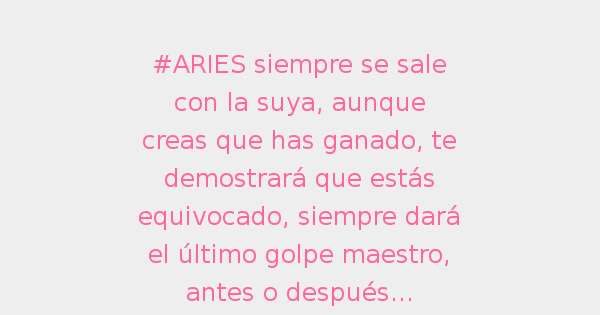 #ARIES siempre se sale
con la suya, aunque
creas que has ganado, te
demostrará que estás
equivocado, siempre dará
el último golpe maestro,
antes o después...